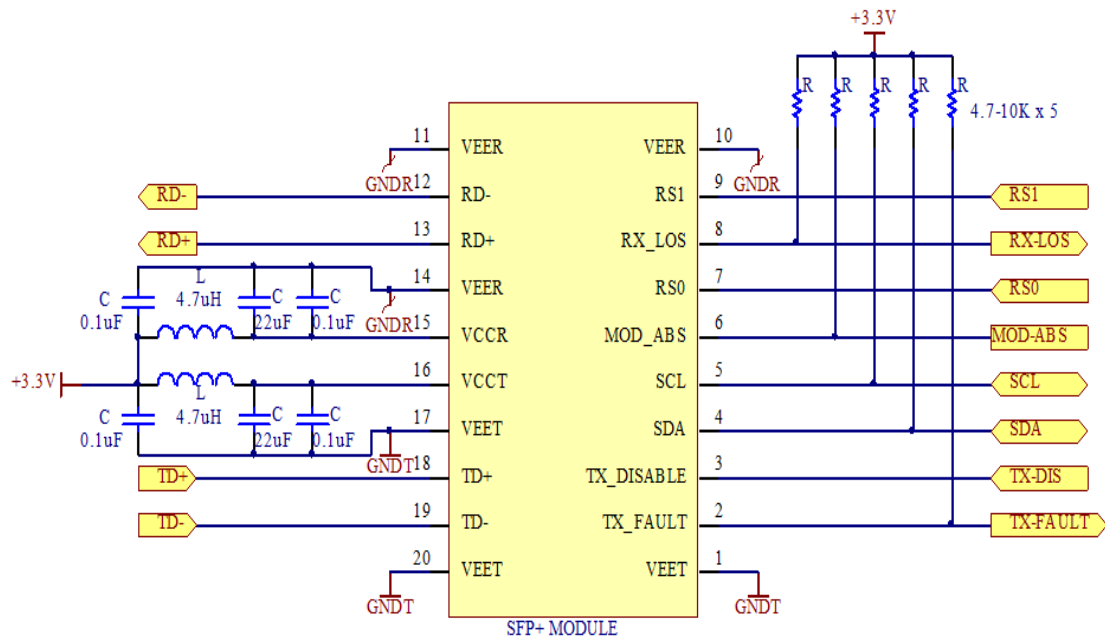 +3.3V
R R R R R
4.7-10K x 5
11 VEER
GNDR
VEER 10
GNDR
RD- 12 RD-
RS1 9 RS1
RD+ 13 RD+
RX_LOS 8 RX-LOS
L
14 VEER
RS0 7 RS0
C 4.7uH C C
GNDR
0.1uF 22uF 0.1uF
15 VCCR
MOD_ABS 6 MOD-ABS
+3.3V
16 VCCT
SCL 5 SCL
L
C 4.7uH C C
17 VEET
SDA 4 SDA
0.1uF 22uF 0.1uF
GNDT
TD+ 18 TD+
TX_DISABLE 3 TX-DIS
TD- 19 TD-
TX_FAULT 2 TX-FAULT
20 VEET
VEET 1
GNDT
GNDT
SFP+ MODULE